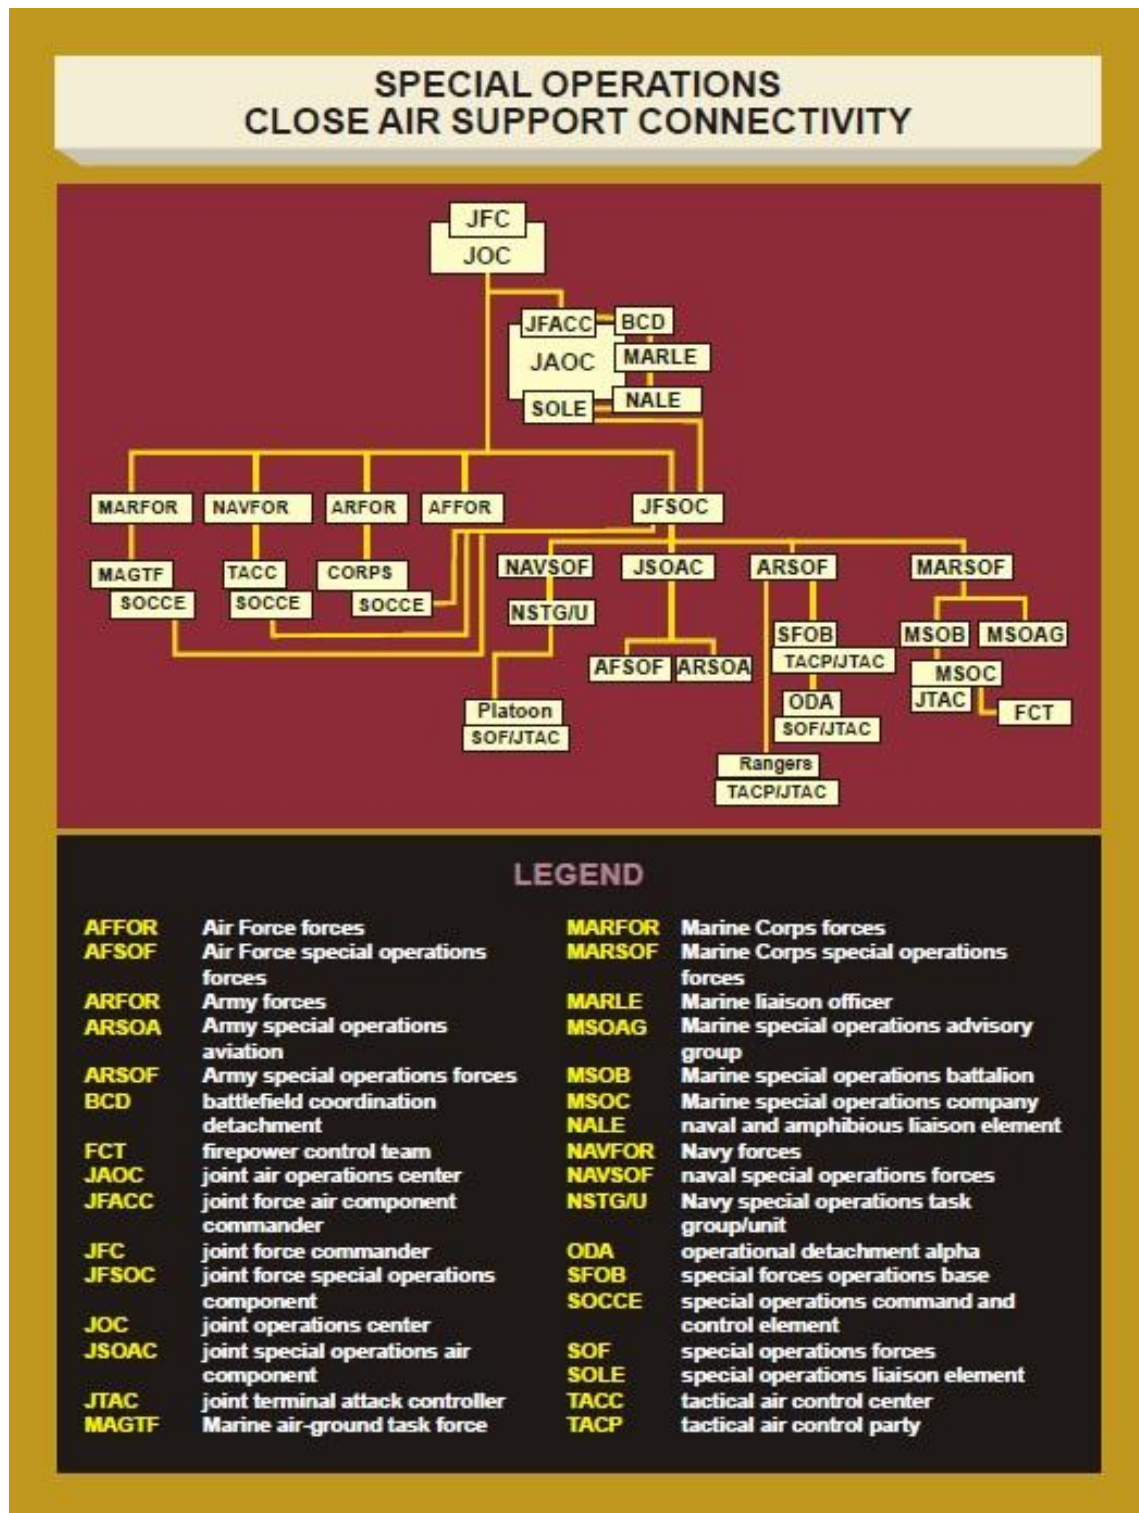 SPECIAL OPERATIONS
CLOSE AIR SUPPORT CONNECTIVITY
JFC
JOC
JFACC
BCD
JAOC
MARLE
SOLE
NALE
MARFOR
NAVFOR
ARFOR
AFFOR
JFSOC
MAGTF
SOCCE
TACC
SOCCE
CORPS
SOCCE
NAVSOF
NSTG/U
JSOAC
ARSOF
MARSOF
AFSOF
ARSOA
SFOB
TACP/JTAC
ODA
SOF/JTAC
MSOB
MSOAG
MSOC
JTAC
FCT
Platoon
SOF/JTAC
Rangers
TACP/JTAC
LEGEND
AFFOR Air Force forces
AFSOF Air Force special operations
forces
ARFOR Army forces
ARSOA Army special operations
aviation
ARSOF Army special operations forces
BCD battlefield coordination
detachment
FCT firepower control team
JAOC joint air operations center
JFACC joint force air component
commander
JFC joint force commander
JFSOC joint force special operations
component
JOC joint operations center
JSOAC joint special operations air
component
JTAC joint terminal attack controller
MAGTF Marine air-ground task force
MARFOR Marine Corps forces
MARSOF Marine Corps special operations
forces
MARLE Marine liaison officer
MSOAG Marine special operations advisory
group
MSOB Marine special operations battalion
MSOC Marine special operations company
NALE naval and amphibious liaison element
NAVFOR Navy forces
NAVSOF naval special operations forces
NSTG/U Navy special operations task
group/unit
ODA operational detachment alpha
SFOB special forces operations base
SOCCE special operations command and
control element
SOF special operations forces
SOLE special operations liaison element
TACC tactical air control center
TACP tactical air control party